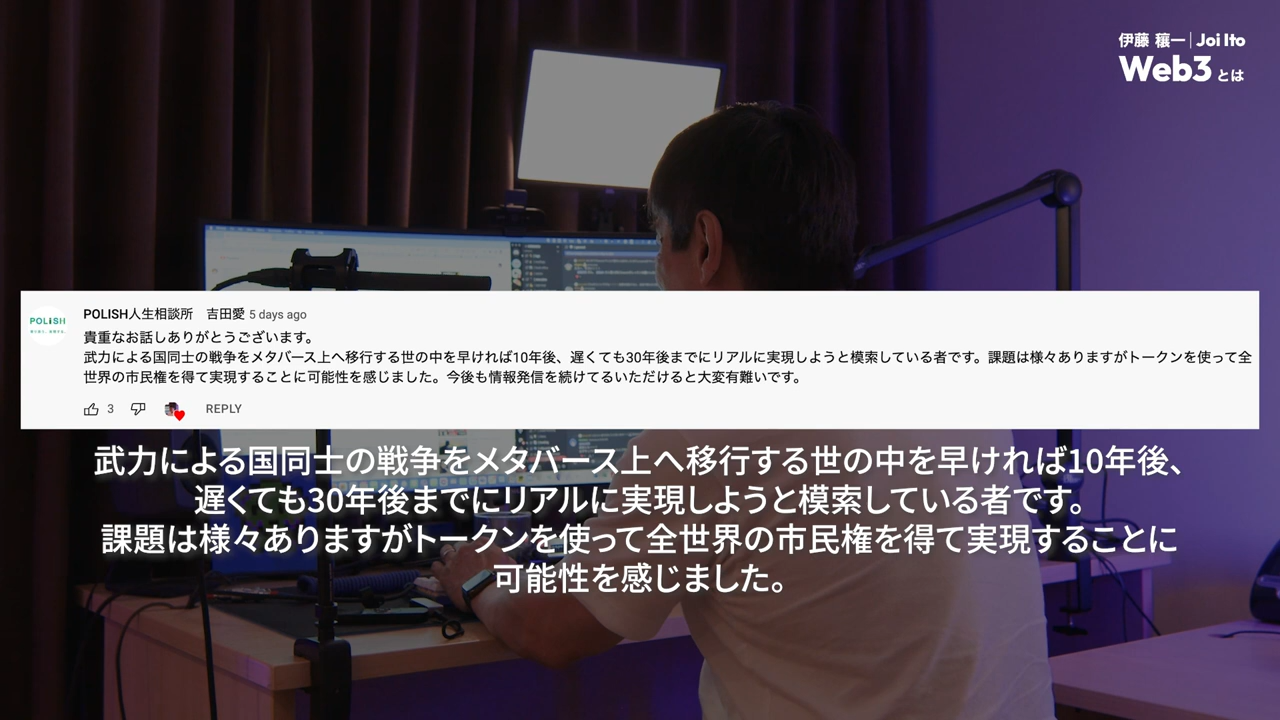 伊藤 穰一 | Joi Ito
Web3 とは
POLiSH
POLISH人生相談所　吉田愛 5 days ago
貴重なお話しありがとうございます。
武力による国同士の戦争をメタバース上へ移行する世の中を早ければ10年後、遅くても30年後までにリアルに実現しようと模索している者です。課題は様々ありますがトークンを使って全
世界の市民権を得て実現することに可能性を感じました。今後も情報発信を続けてるいただけると大変有難いです。
3 REPLY
武力による国同士の戦争をメタバース上へ移行する世の中を早ければ10年後、
遅くても30年後までにリアルに実現しようと模索している者です。
課題は様々ありますがトークンを使って全世界の市民権を得て実現することに
可能性を感じました。